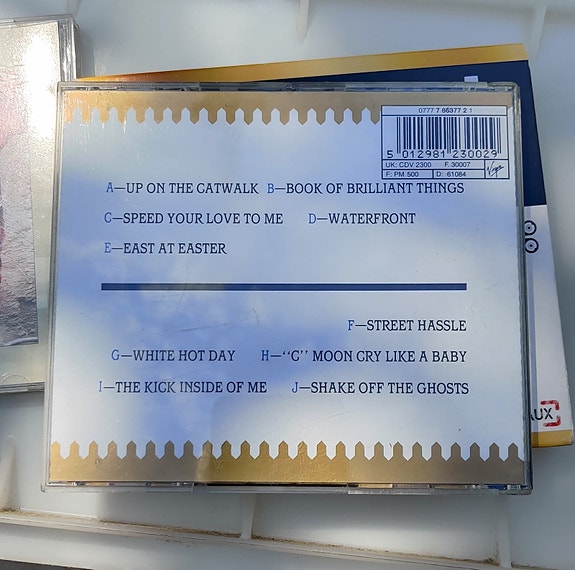 0777 7 86377 2 1
5 012981 230029
UK: CDV 2300 F. 30007
F: PM 500 D: 61084
Virgin
A—UP ON THE CATWALK B—BOOK OF BRILLIANT THINGS
C—SPEED YOUR LOVE TO ME D—WATERFRONT
E—EAST AT EASTER
F—STREET HASSLE
G—WHITE HOT DAY H—“C” MOON CRY LIKE A BABY
I—THE KICK INSIDE OF ME J—SHAKE OFF THE GHOSTS
AUX